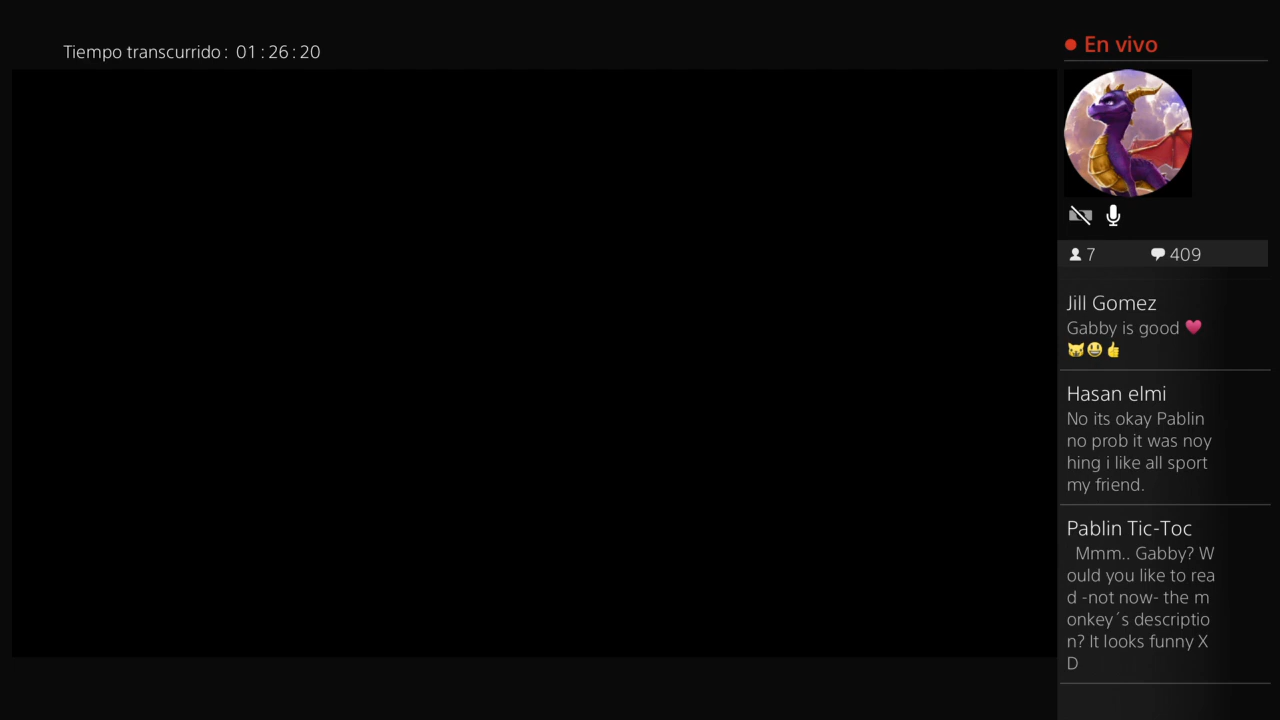 Tiempo transcurrido: 01:26:20
En vivo
7
409
Jill Gomez
Gabby is good ♥
😺😃👍
Hasan elmi
No its okay Pablin
no prob it was noy
hing i like all sport
my friend.
Pablin Tic-Toc
Mmm.. Gabby? W
ould you like to rea
d -not now- the m
onkey´s descriptio
n? It looks funny X
D